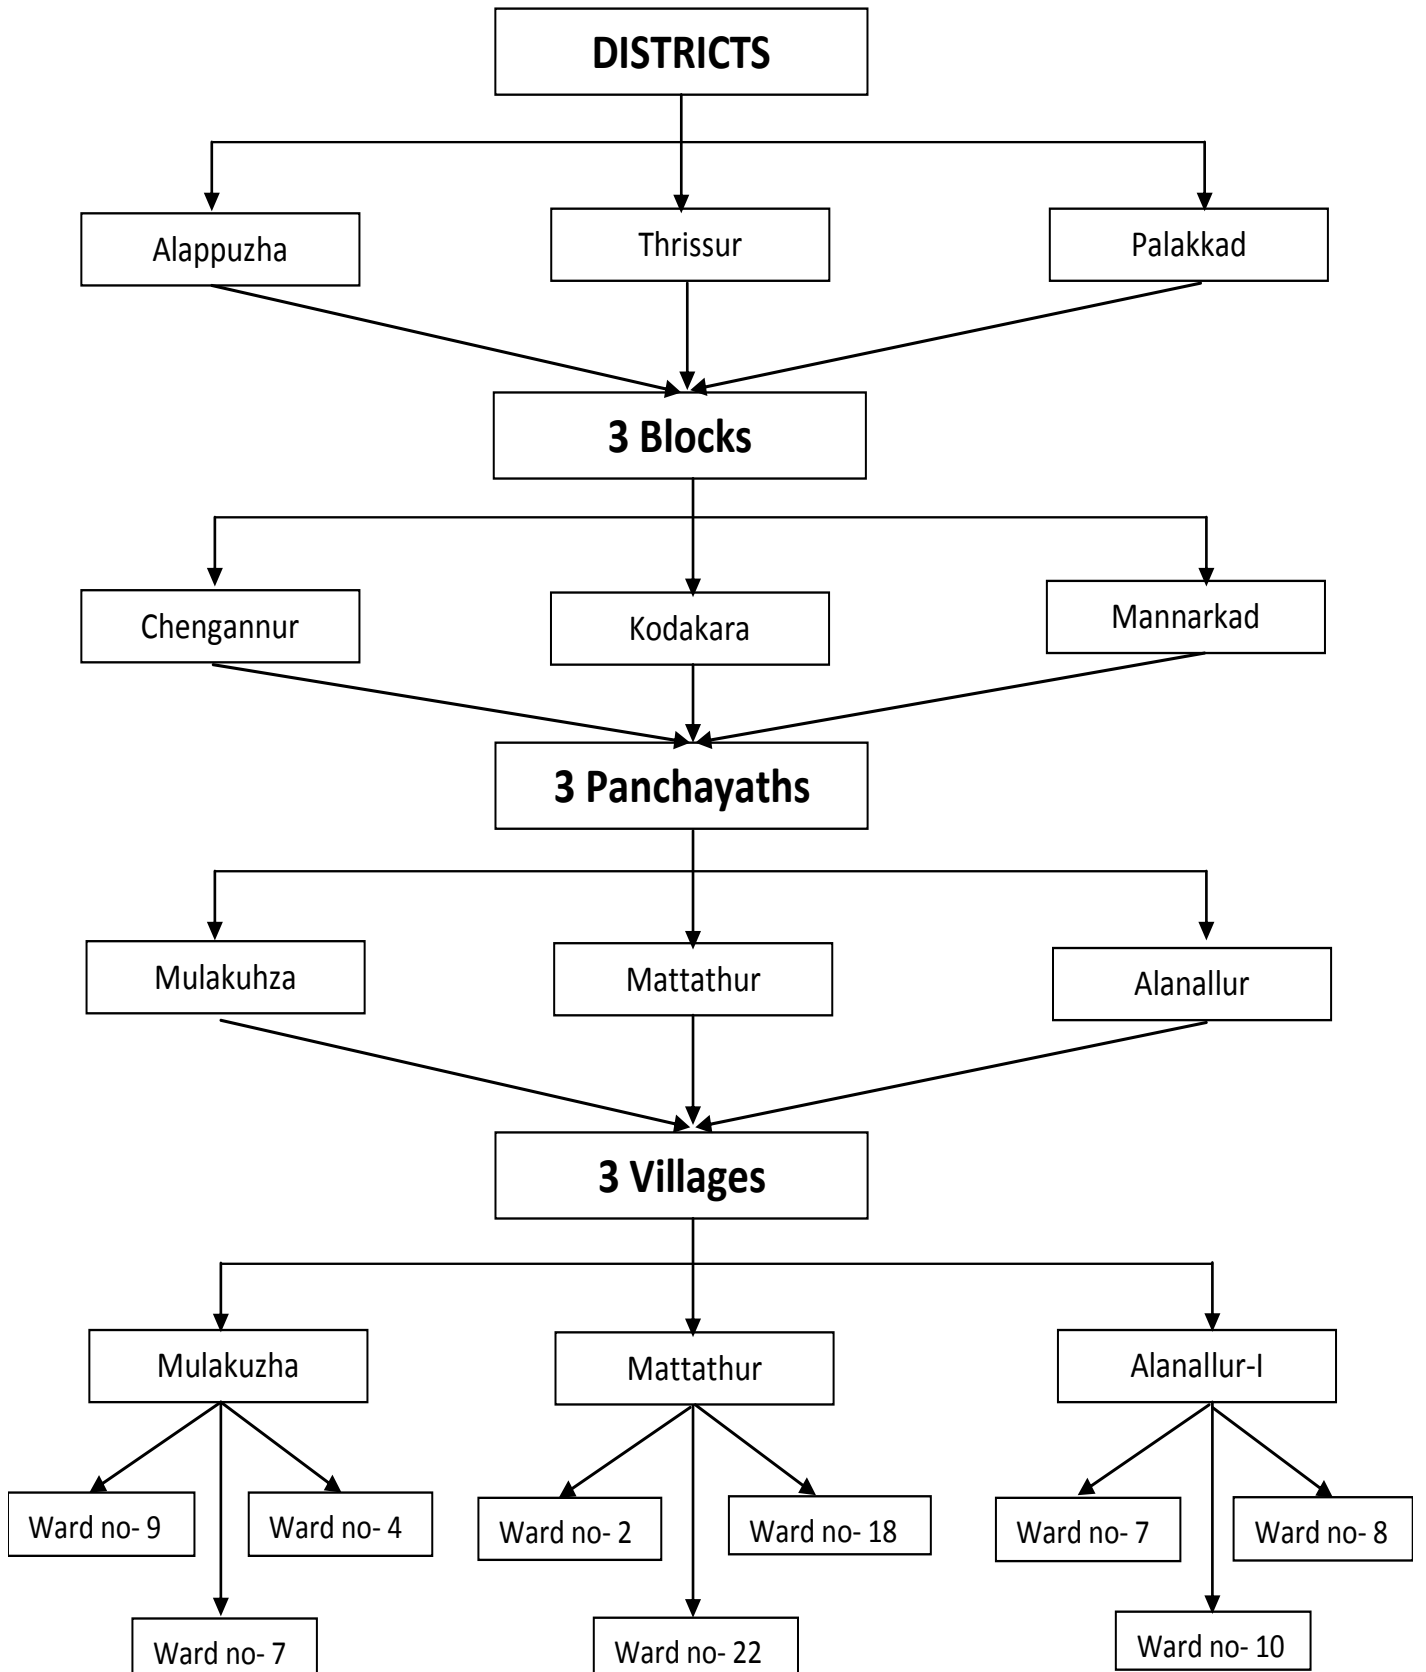 DISTRICTS
Alappuzha
Thrissur
Palakkad
3 Blocks
Chengannur
Kodakara
Mannarkad
3 Panchayaths
Mulakuhza
Mattathur
Alanallur
3 Villages
Mulakuzha
Mattathur
Alanallur-I
Ward no- 9
Ward no- 4
Ward no- 2
Ward no- 18
Ward no- 7
Ward no- 8
Ward no- 7
Ward no- 22
Ward no- 10